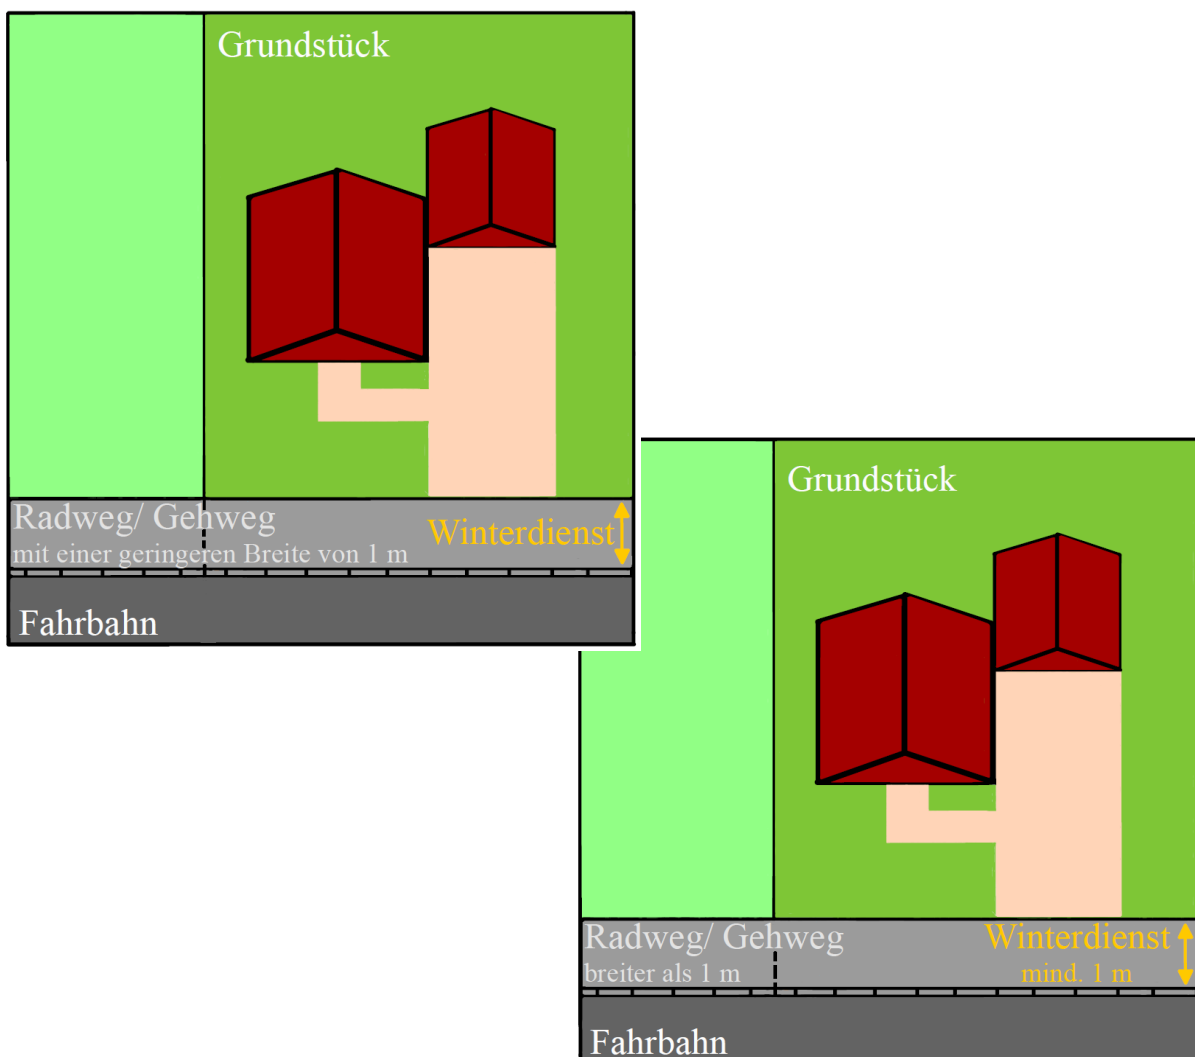 Grundstück
Radweg/ Gehweg
mit einer geringeren Breite von 1 m
Winterdienst
Fahrbahn
Grundstück
Radweg/ Gehweg
breiter als 1 m
Winterdienst
mind. 1 m
Fahrbahn